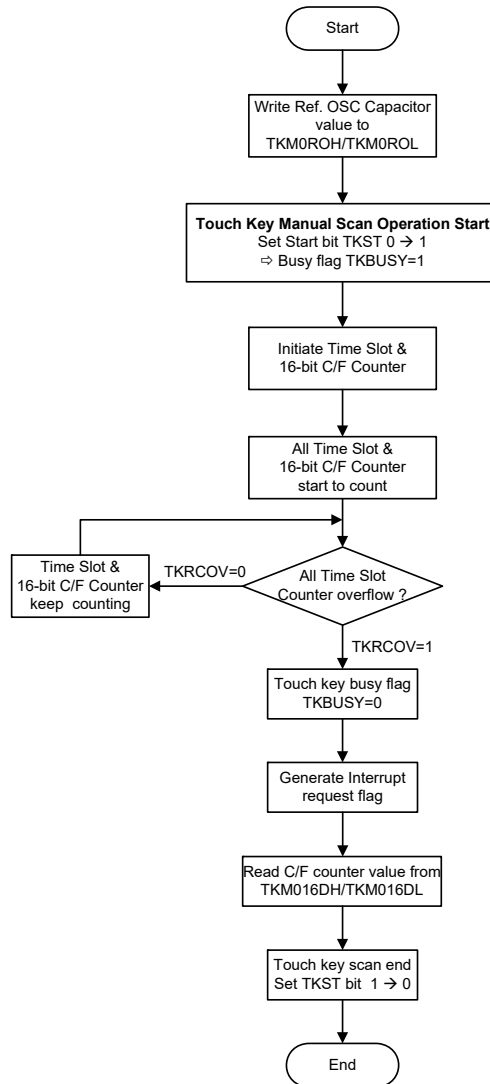 Start
Write Ref. OSC Capacitor
value to
TKM0ROH/TKM0ROL
Touch Key Manual Scan Operation Start
Set Start bit TKST 0 → 1
⇨ Busy flag TKBUSY=1
Initiate Time Slot &
16-bit C/F Counter
All Time Slot &
16-bit C/F Counter
start to count
Time Slot &
16-bit C/F Counter
keep counting
TKRCOV=0
All Time Slot
Counter overflow ?
TKRCOV=1
Touch key busy flag
TKBUSY=0
Generate Interrupt
request flag
Read C/F counter value from
TKM016DH/TKM016DL
Touch key scan end
Set TKST bit 1 → 0
End